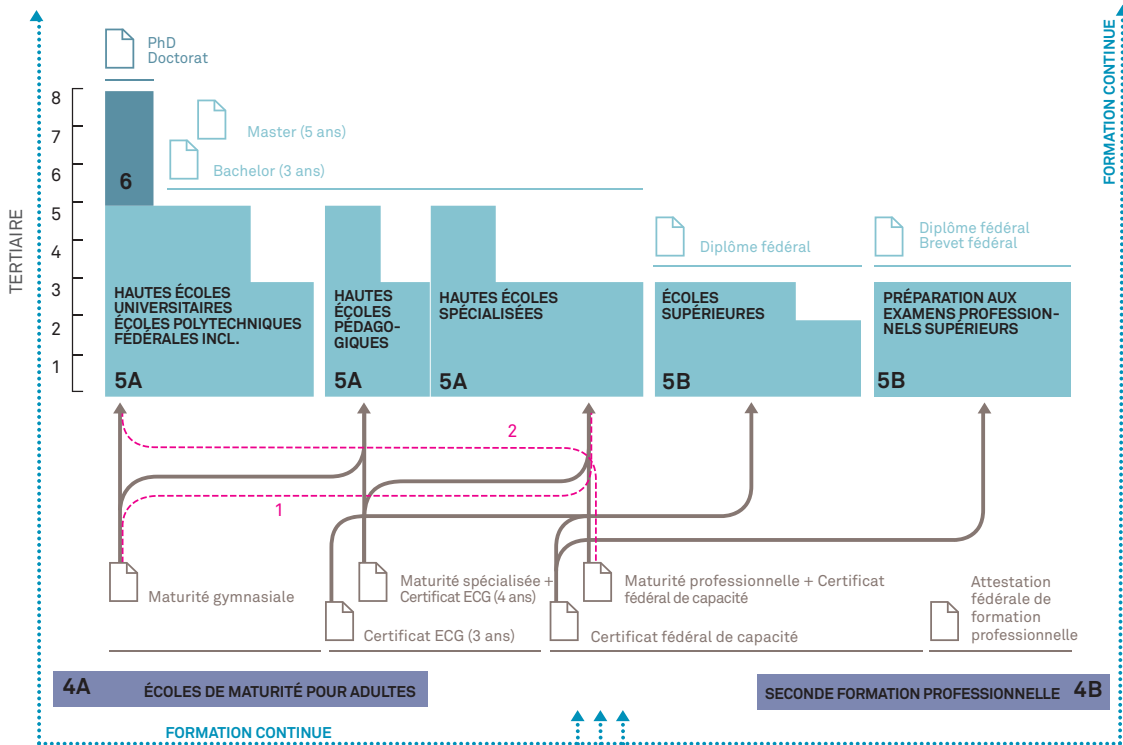 FORMATION CONTINUE
PhD
Doctorat
Master (5 ans)
Bachelor (3 ans)
TERTIAIRE
8
7
6
5
4
3
2
1
6
Diplôme fédéral
Diplôme fédéral
Brevet fédéral
HAUTES ÉCOLES
UNIVERSITAIRES
ÉCOLES POLYTECHNIQUES
FÉDÉRALES INCL.
5A
HAUTES
ÉCOLES
PÉDAGO-
GIQUES
5A
HAUTES ÉCOLES
SPÉCIALISÉES
5A
ÉCOLES
SUPÉRIEURES
5B
PRÉPARATION AUX
EXAMENS PROFESSION-
NELS SUPÉRIEURS
5B
2
1
Maturité gymnasiale
Maturité spécialisée +
Certificat ECG (4 ans)
Certificat ECG (3 ans)
Maturité professionnelle + Certificat
fédéral de capacité
Certificat fédéral de capacité
Attestation
fédérale de
formation
professionnelle
4A ÉCOLES DE MATURITÉ POUR ADULTES
SECONDE FORMATION PROFESSIONNELLE 4B
FORMATION CONTINUE